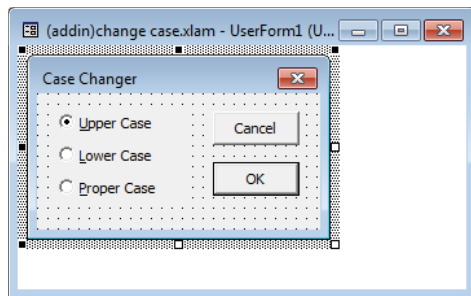 (addin)change case.xlam - UserForm1 (U...
Case Changer
Upper Case
Cancel
Lower Case
OK
Proper Case